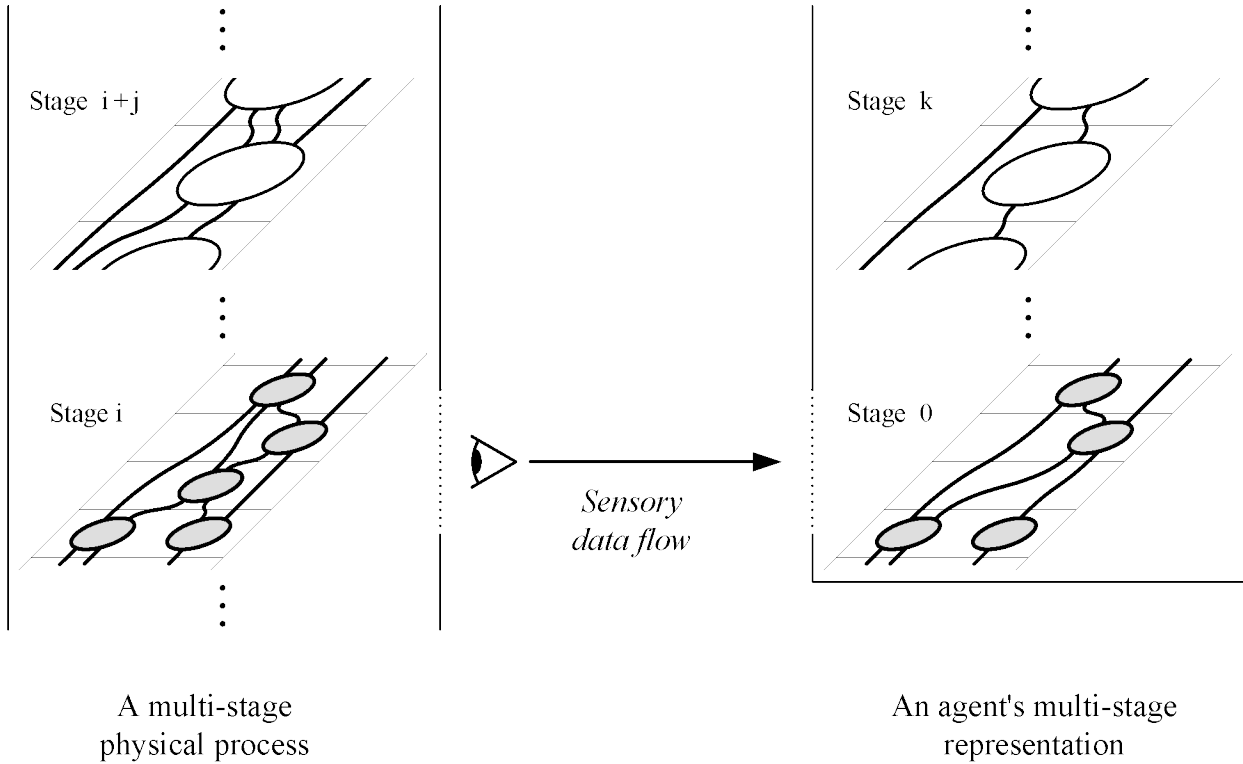 Stage i+j
Stage k
Stage i
Stage 0
Sensory
data flow
A multi-stage
physical process
An agent's multi-stage
representation